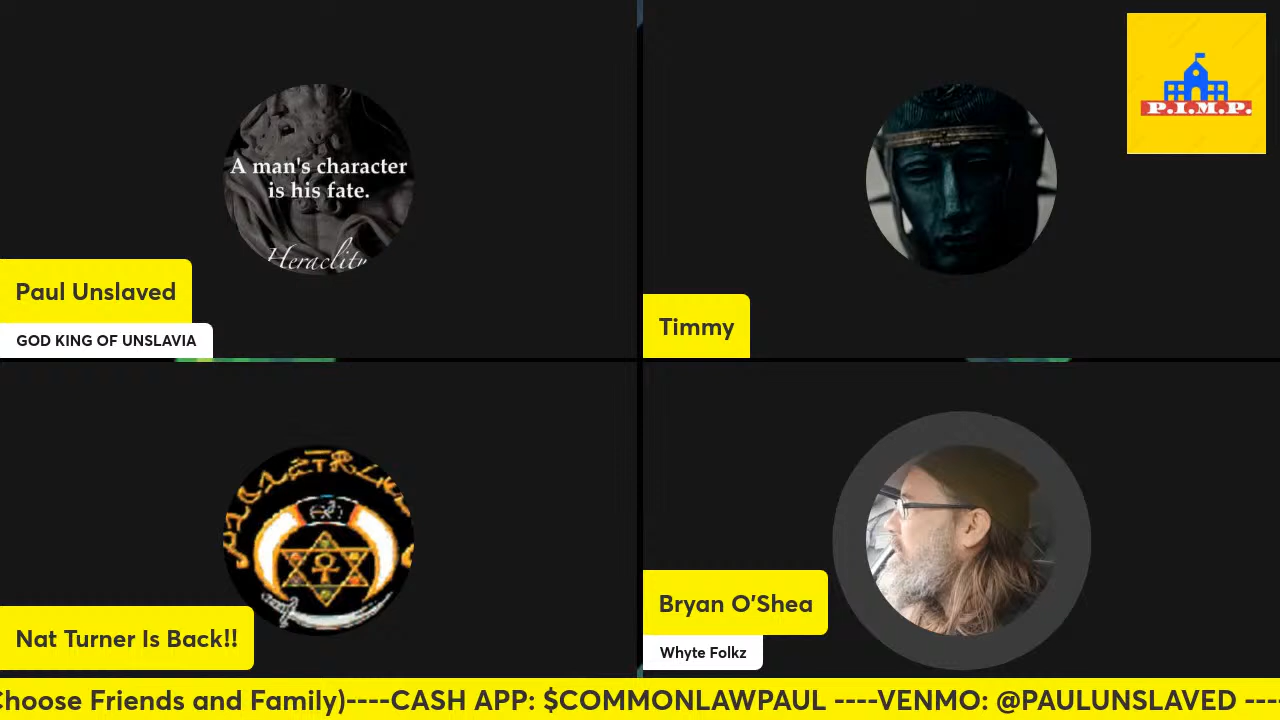 A man's character
is his fate.
Paul Unslaved
GOD KING OF UNSLAVIA
Timmy
P.I.M.P.
Nat Turner Is Back!!
Bryan O'Shea
Whyte Folkz
Choose Friends and Family)----CASH APP: $COMMONLAWPAUL ----VENMO: @PAULUNSLAVED ----